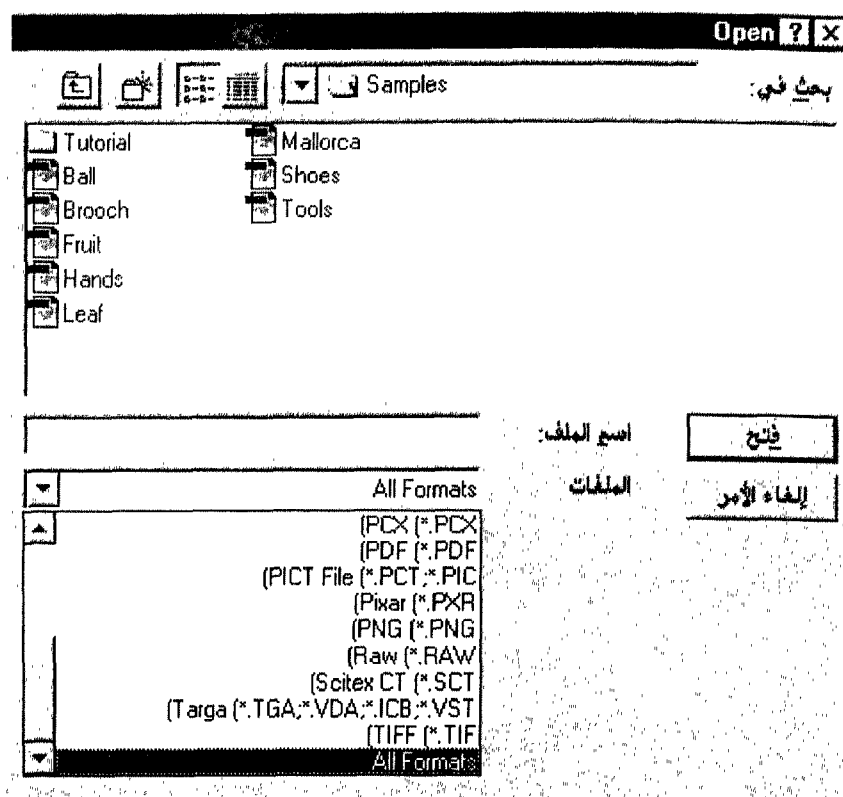 Open
بحث في:
Samples
Tutorial
Ball
Brooch
Fruit
Hands
Leaf
Mallorca
Shoes
Tools
فتح
اسم الملف:
إلغاء الأمر
الملفات
All Formats
(PCX (*.PCX
(PDF (*.PDF
(PICT File (*.PCT;*.PIC
(Pixar (*.PXR
(PNG (*.PNG
(Raw (*.RAW
(Scitex CT (*.SCT
(Targa (*.TGA;*.VDA;*.ICB;*.VST
(TIFF (*.TIF
All Formats